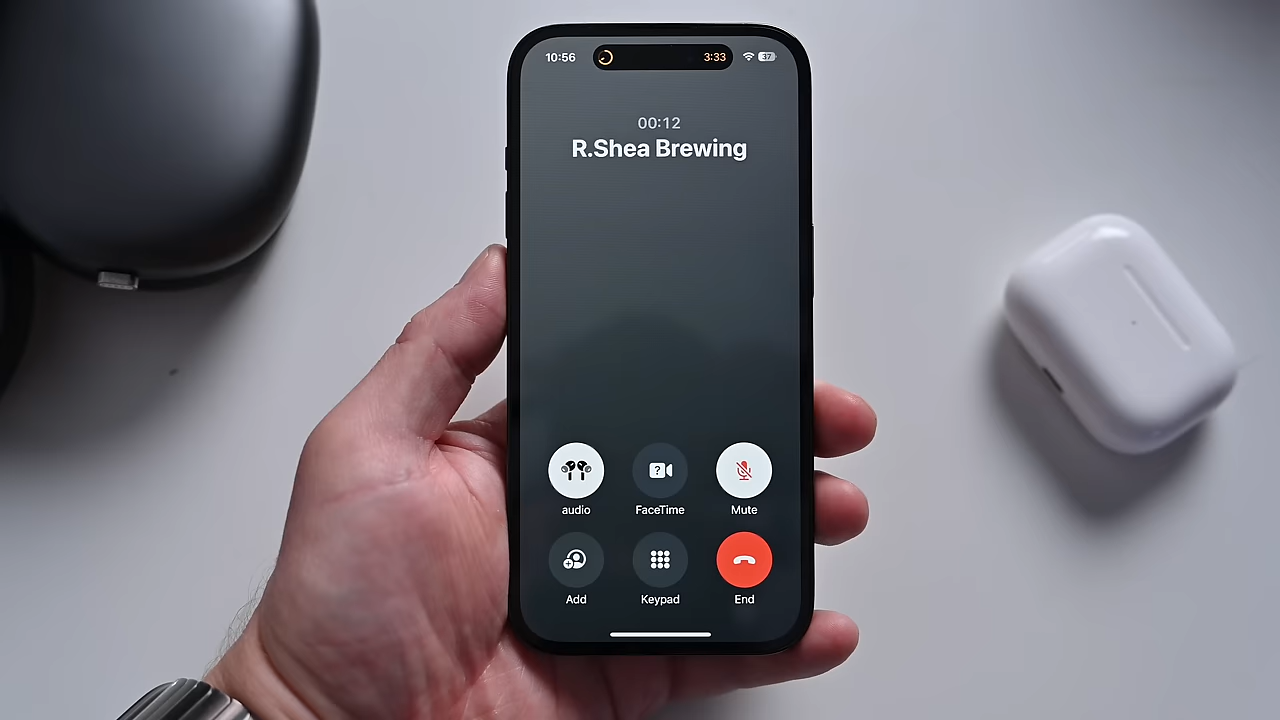 10:56 3:33 37
00:12
R.Shea Brewing
?
audio FaceTime Mute
Add Keypad End